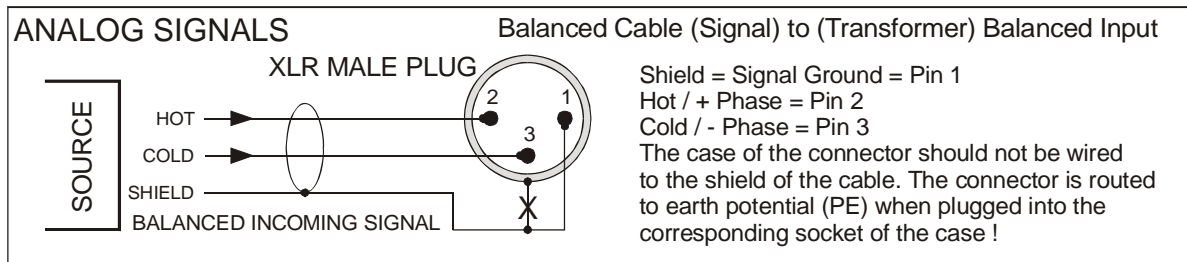 ANALOG SIGNALS
Balanced Cable (Signal) to (Transformer) Balanced Input
XLR MALE PLUG
SOURCE
HOT
COLD
SHIELD
BALANCED INCOMING SIGNAL
2
1
3
X
Shield = Signal Ground = Pin 1
Hot / + Phase = Pin 2
Cold / - Phase = Pin 3
The case of the connector should not be wired
to the shield of the cable. The connector is routed
to earth potential (PE) when plugged into the
corresponding socket of the case !